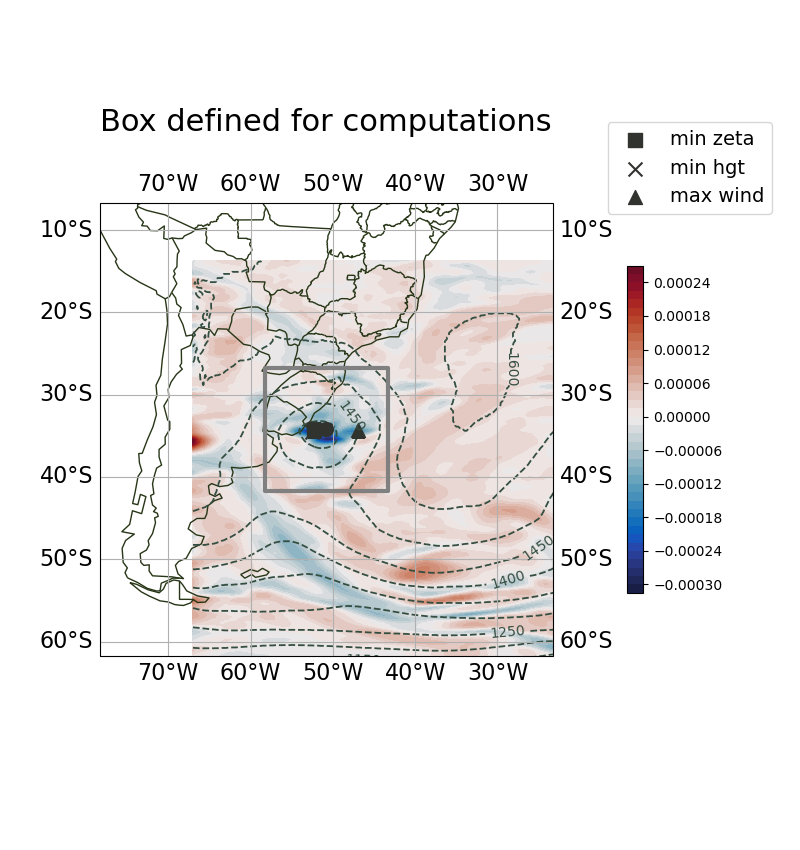 Box defined for computations
min zeta
min hgt
max wind
70°W 60°W 50°W 40°W 30°W
10°S 10°S
20°S 20°S
30°S 30°S
40°S 40°S
50°S 50°S
60°S 60°S
70°W 60°W 50°W 40°W 30°W
1600
1450
1400
1250
0.00024
0.00018
0.00012
0.00006
0.00000
−0.00006
−0.00012
−0.00018
−0.00024
−0.00030